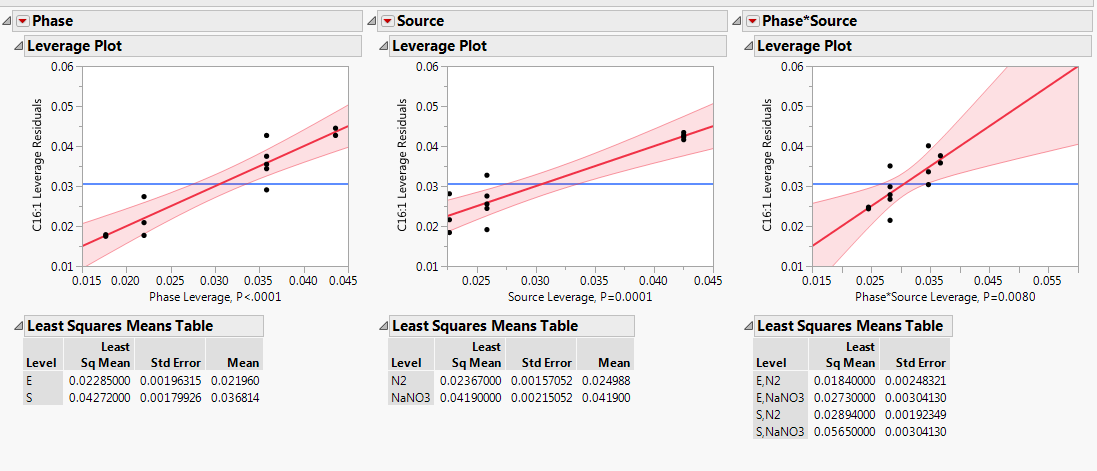 Phase
Leverage Plot
C16:1 Leverage Residuals
0.06
0.05
0.04
0.03
0.02
0.01
0.015 0.020 0.025 0.030 0.035 0.040 0.045
Phase Leverage, P<.0001
Least Squares Means Table
Level Least Sq Mean Std Error Mean
E 0.02285000 0.00196315 0.021960
S 0.04272000 0.00179926 0.036814
Source
Leverage Plot
C16:1 Leverage Residuals
0.06
0.05
0.04
0.03
0.02
0.01
0.025 0.030 0.035 0.040 0.045
Source Leverage, P=0.0001
Least Squares Means Table
Level Least Sq Mean Std Error Mean
N2 0.02367000 0.00157052 0.024988
NaNO3 0.04190000 0.00215052 0.041900
Phase*Source
Leverage Plot
C16:1 Leverage Residuals
0.06
0.05
0.04
0.03
0.02
0.01
0.015 0.025 0.035 0.045 0.055
Phase*Source Leverage, P=0.0080
Least Squares Means Table
Level Least Sq Mean Std Error
E,N2 0.01840000 0.00248321
E,NaNO3 0.02730000 0.00304130
S,N2 0.02894000 0.00192349
S,NaNO3 0.05650000 0.00304130